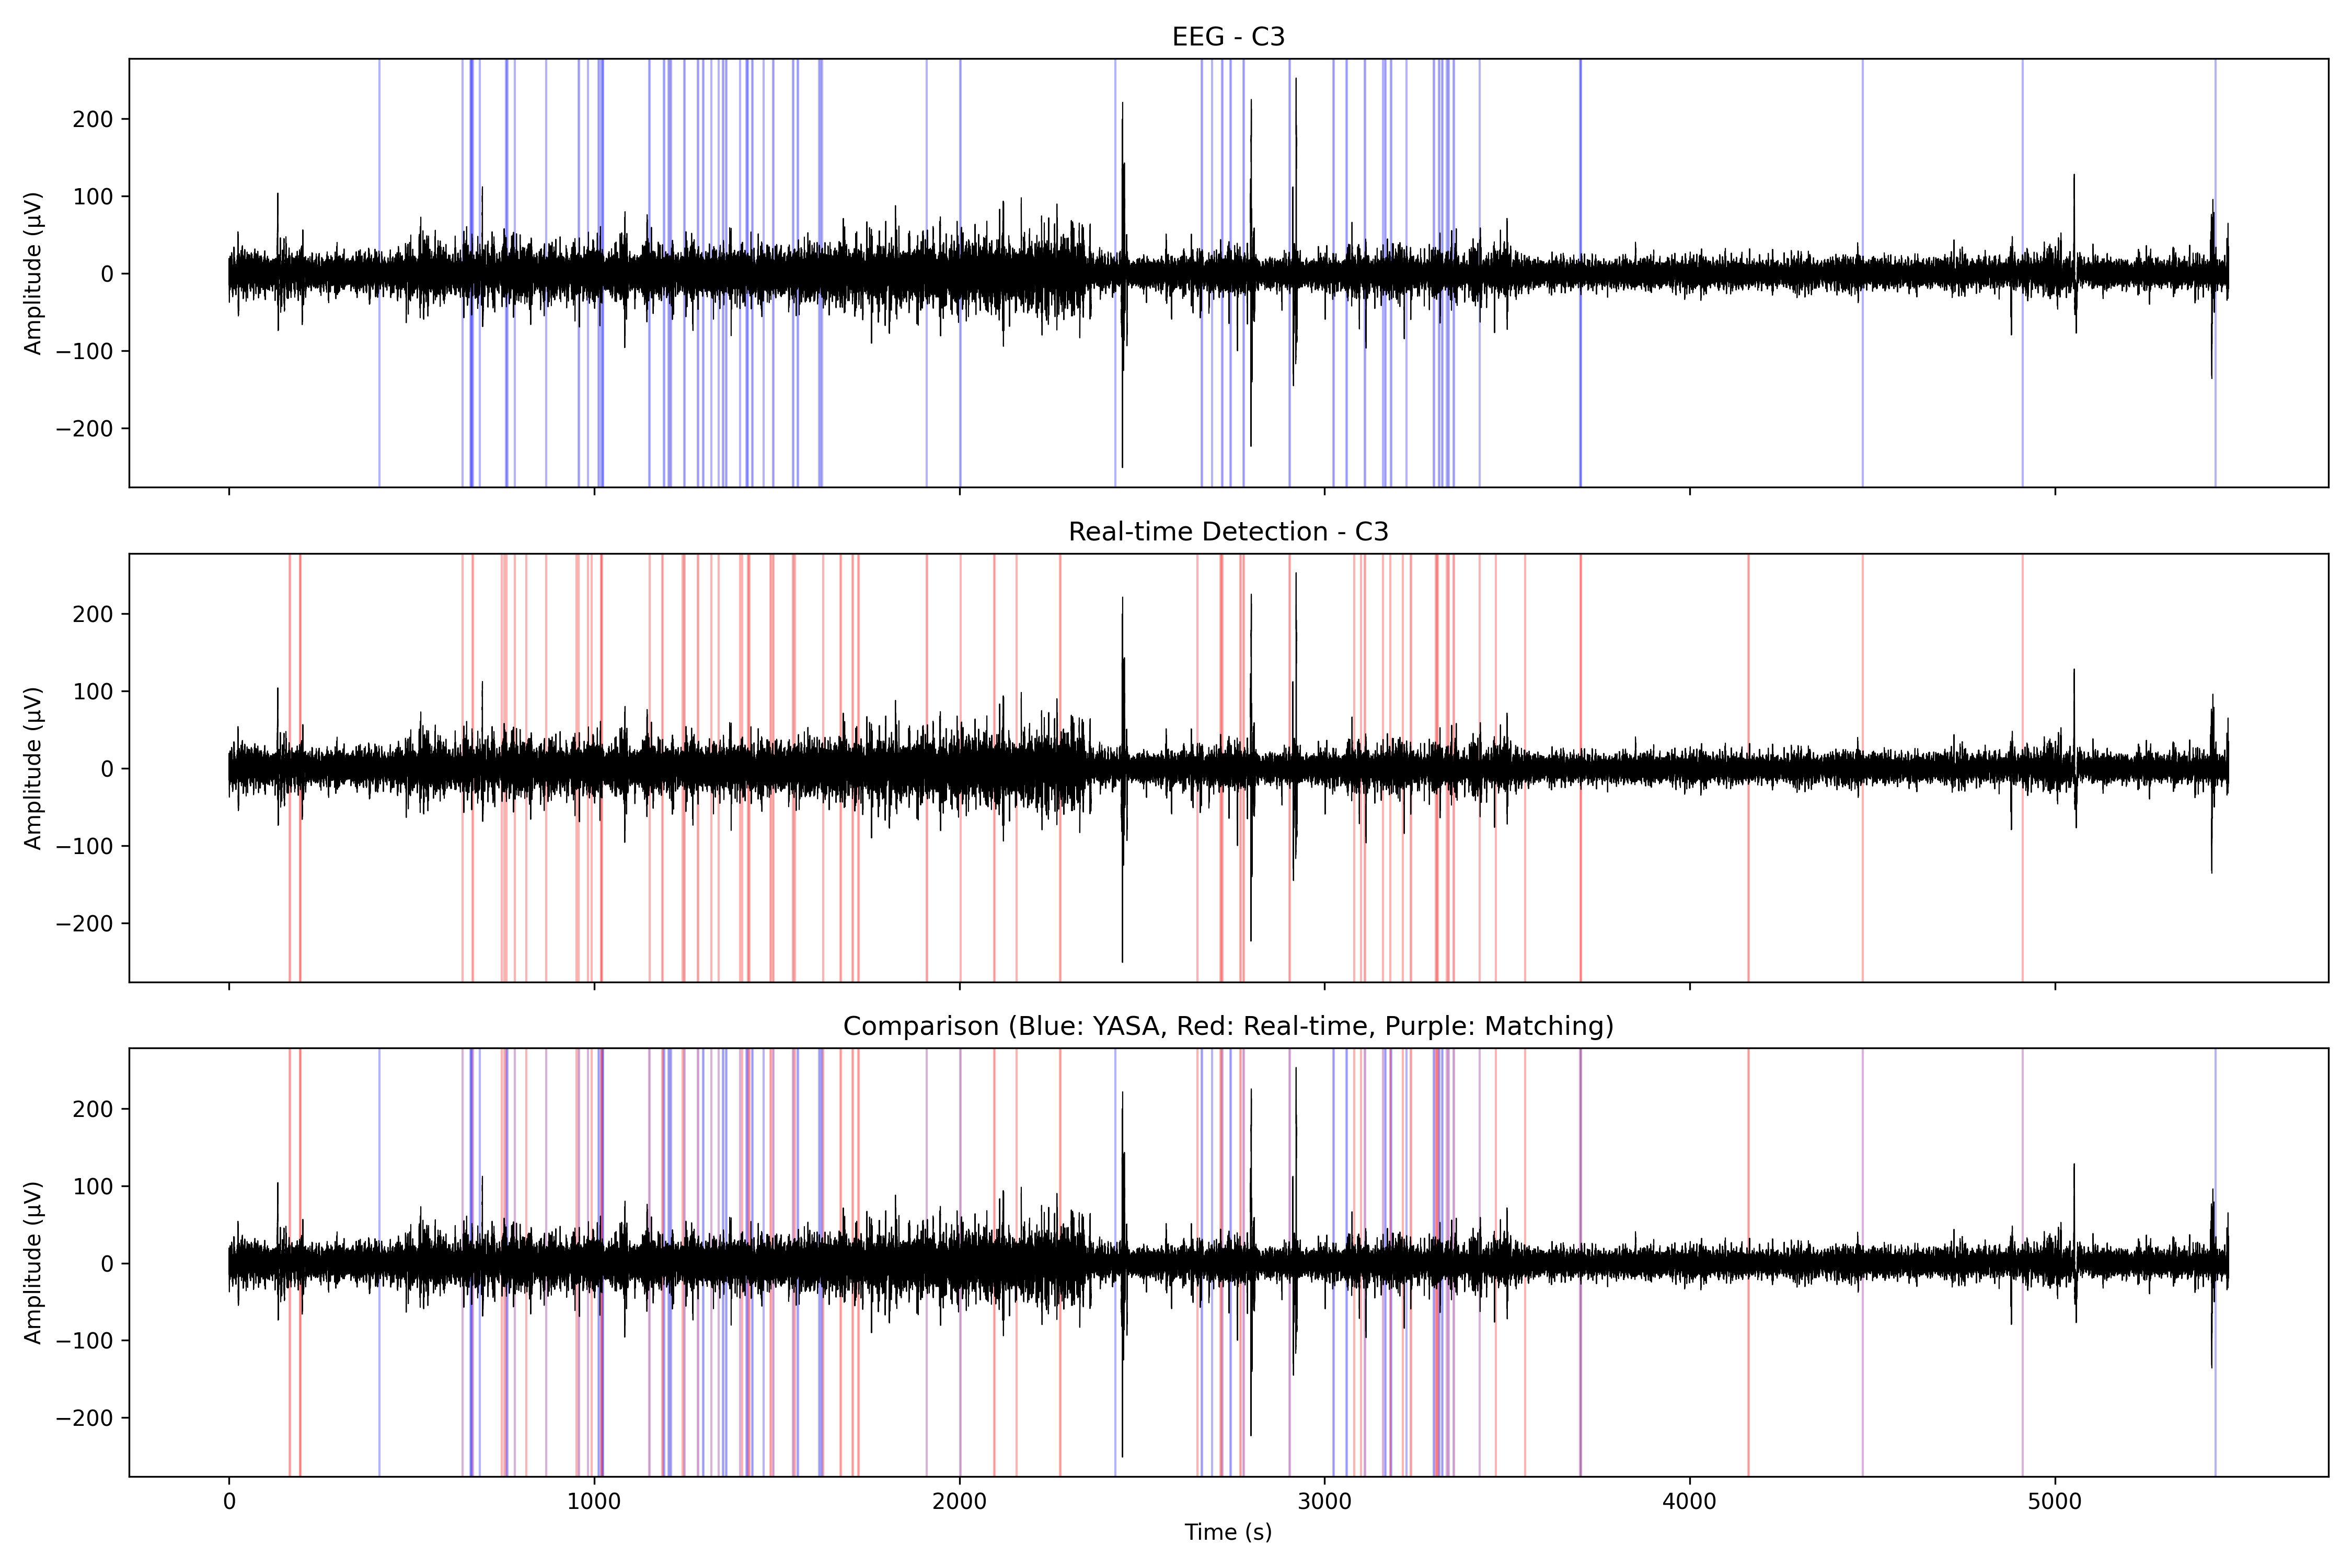 EEG - C3
Amplitude (µV)
200
100
0
−100
−200
Real-time Detection - C3
Amplitude (µV)
200
100
0
−100
−200
Comparison (Blue: YASA, Red: Real-time, Purple: Matching)
Amplitude (µV)
200
100
0
−100
−200
0 1000 2000 3000 4000 5000
Time (s)